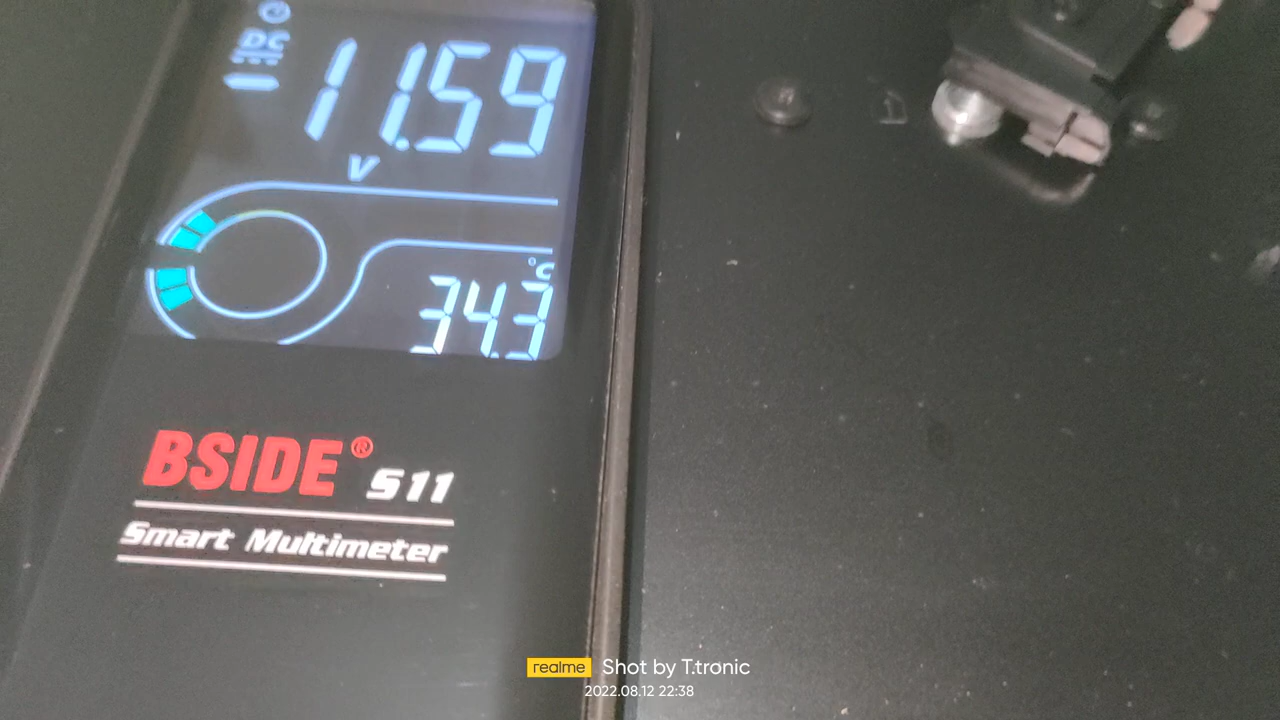 DC
-11.59
V
°C
34.3
BSIDE® S11
Smart Multimeter
realme Shot by T.tronic
2022.08.12 22:38